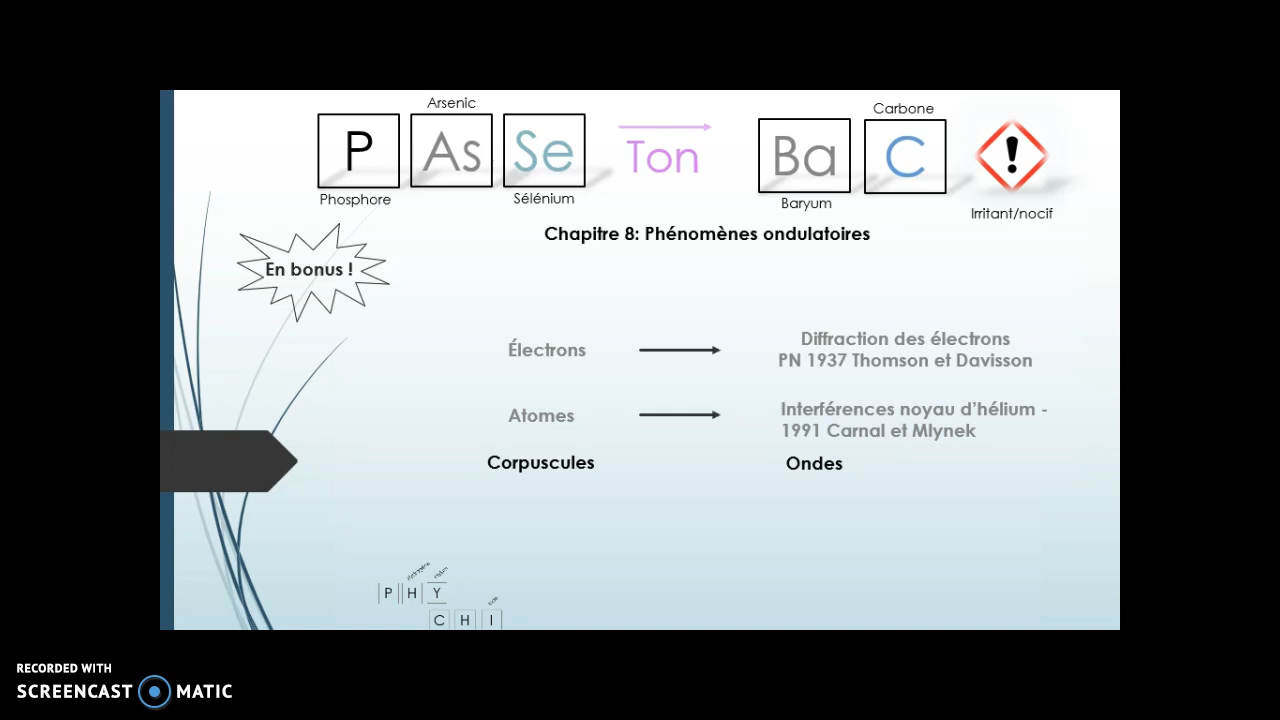 Arsenic
Carbone
P As Se Ton Ba C !
Phosphore
Sélénium
Baryum
Irritant/nocif
Chapitre 8: Phénomènes ondulatoires
En bonus !
Électrons
Diffraction des électrons
PN 1937 Thomson et Davisson
Atomes
Interférences noyau d'hélium -
1991 Carnal et Mlynek
Corpuscules
Ondes
P H Y
C H I
RECORDED WITH
SCREENCAST MATIC